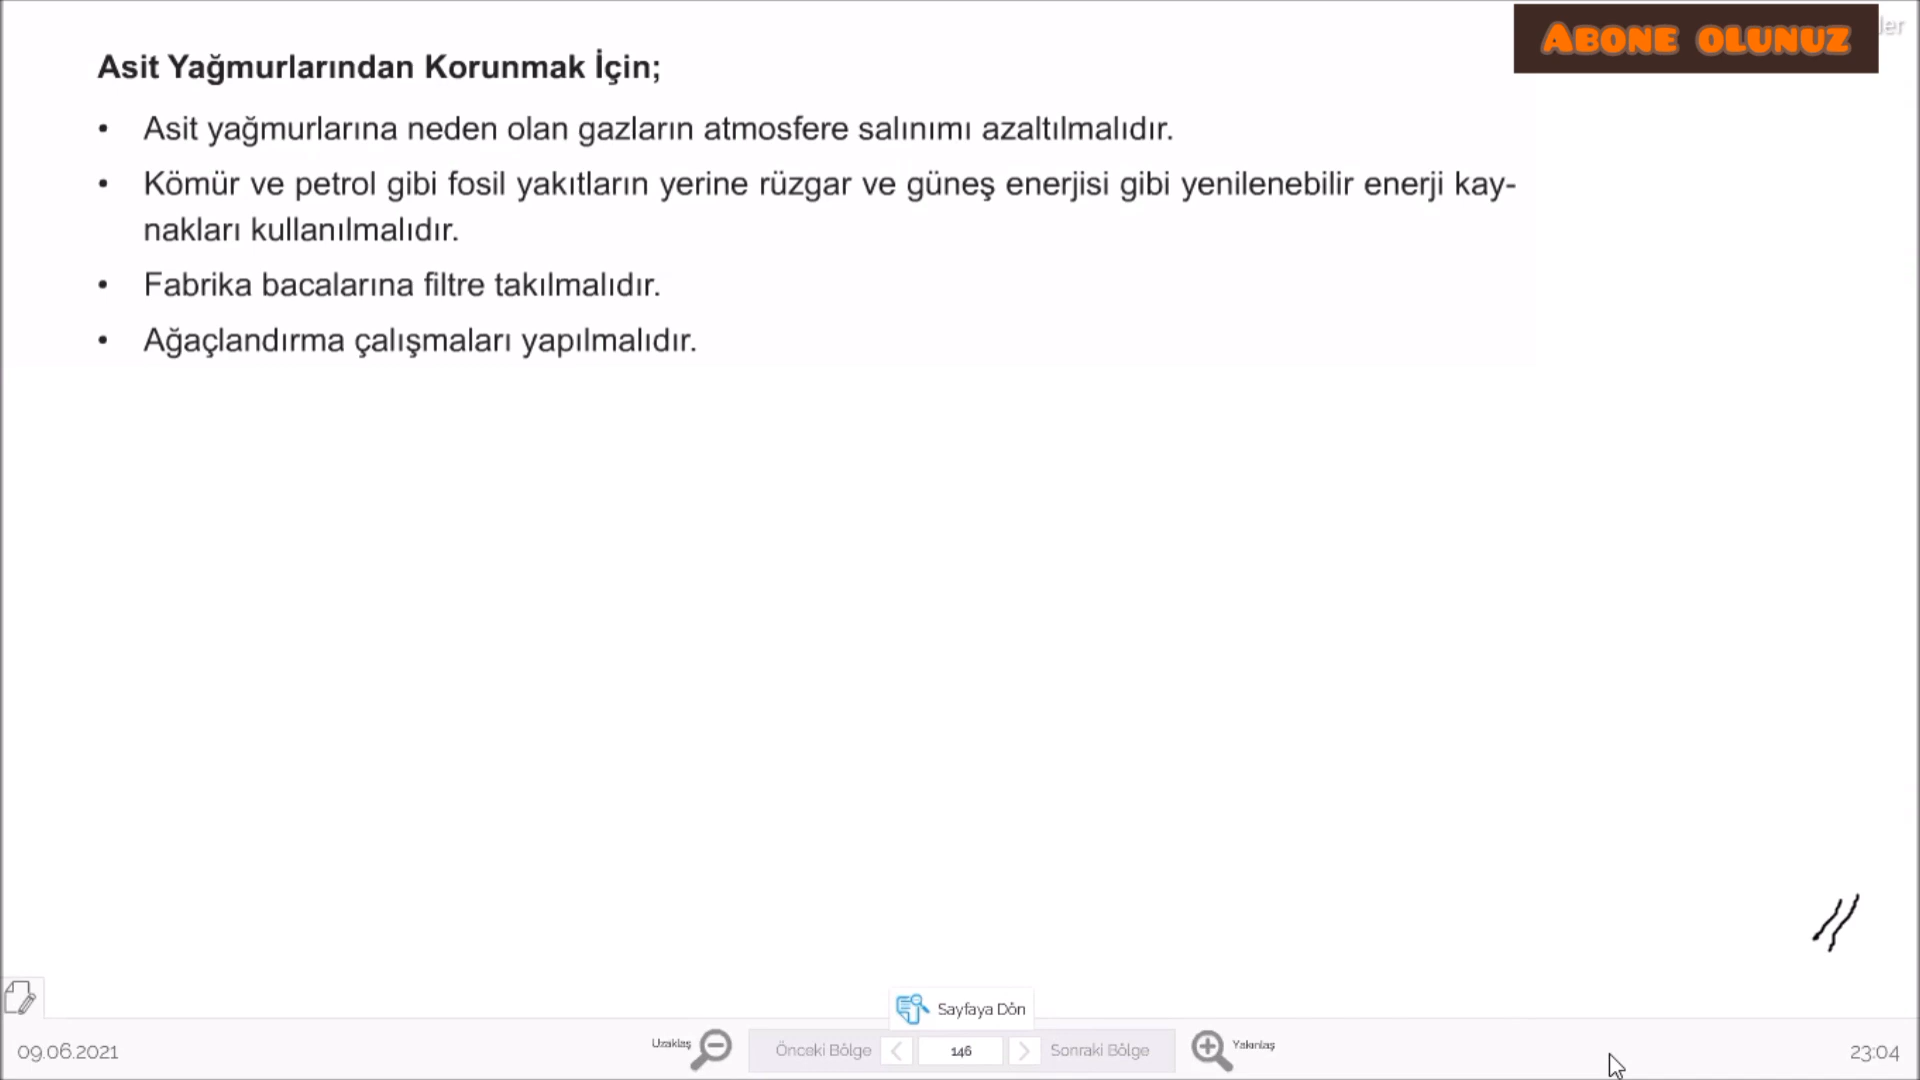 ABONE OLUNUZ
Asit Yağmurlarından Korunmak İçin;
• Asit yağmurlarına neden olan gazların atmosfere salınımı azaltılmalıdır.
• Kömür ve petrol gibi fosil yakıtların yerine rüzgar ve güneş enerjisi gibi yenilenebilir enerji kay-
nakları kullanılmalıdır.
• Fabrika bacalarına filtre takılmalıdır.
• Ağaçlandırma çalışmaları yapılmalıdır.
Sayfaya Dön
09.06.2021
Uzaklaş
Önceki Bölge
146
Sonraki Bölge
Yakınlaş
23:04